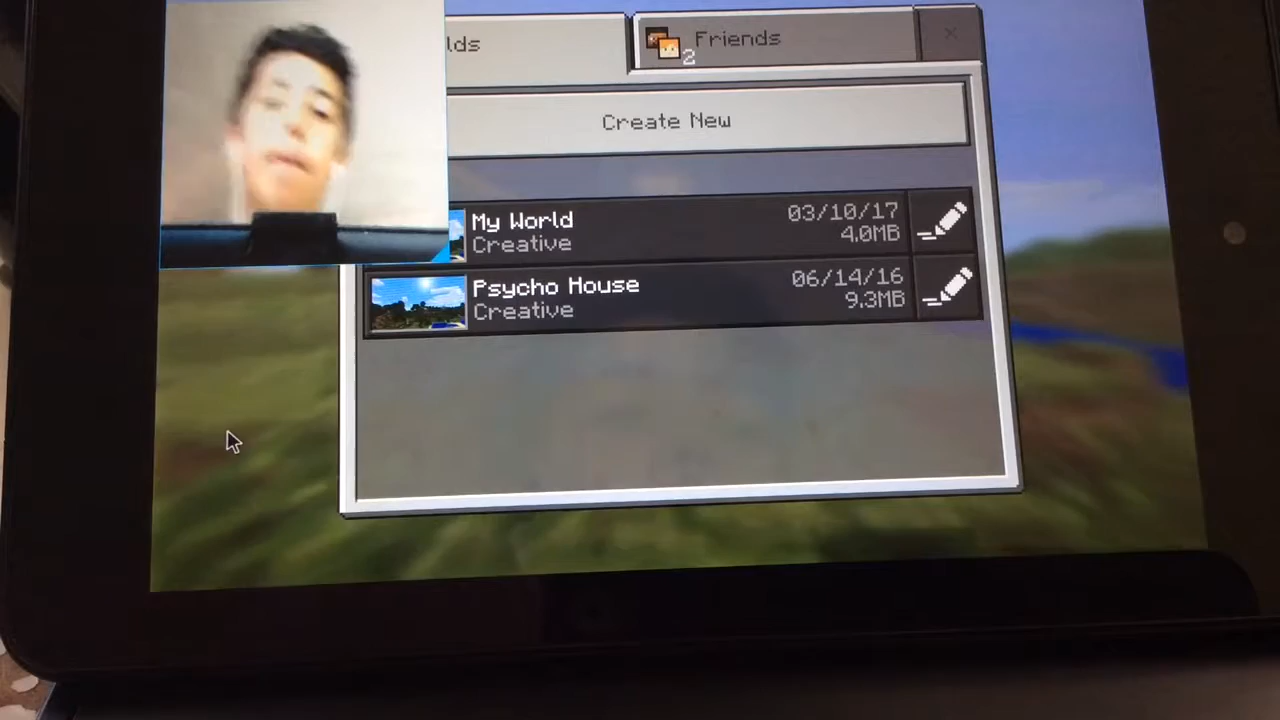 lds
Friends
2
Create New
My World
03/10/17
Creative
4.0MB
Psycho House
06/14/16
Creative
9.3MB